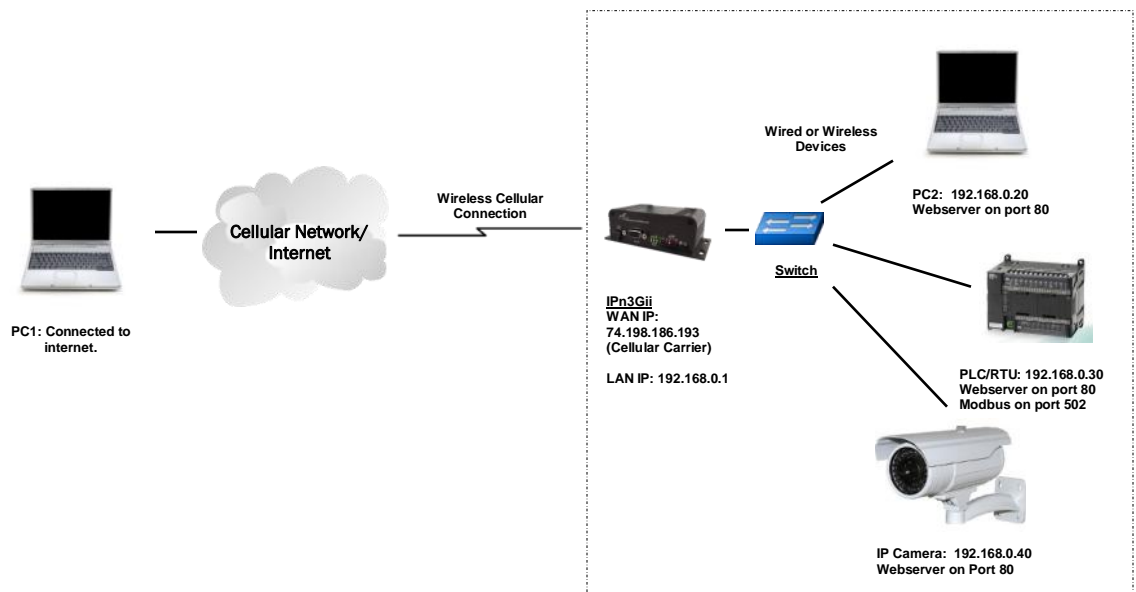 Wired or Wireless
Devices
PC2: 192.168.0.20
Webserver on port 80
Wireless Cellular
Connection
Cellular Network/
Internet
Switch
PC1: Connected to
internet.
IPn3Gii
WAN IP:
74.198.186.193
(Cellular Carrier)
LAN IP: 192.168.0.1
PLC/RTU: 192.168.0.30
Webserver on port 80
Modbus on port 502
IP Camera: 192.168.0.40
Webserver on Port 80